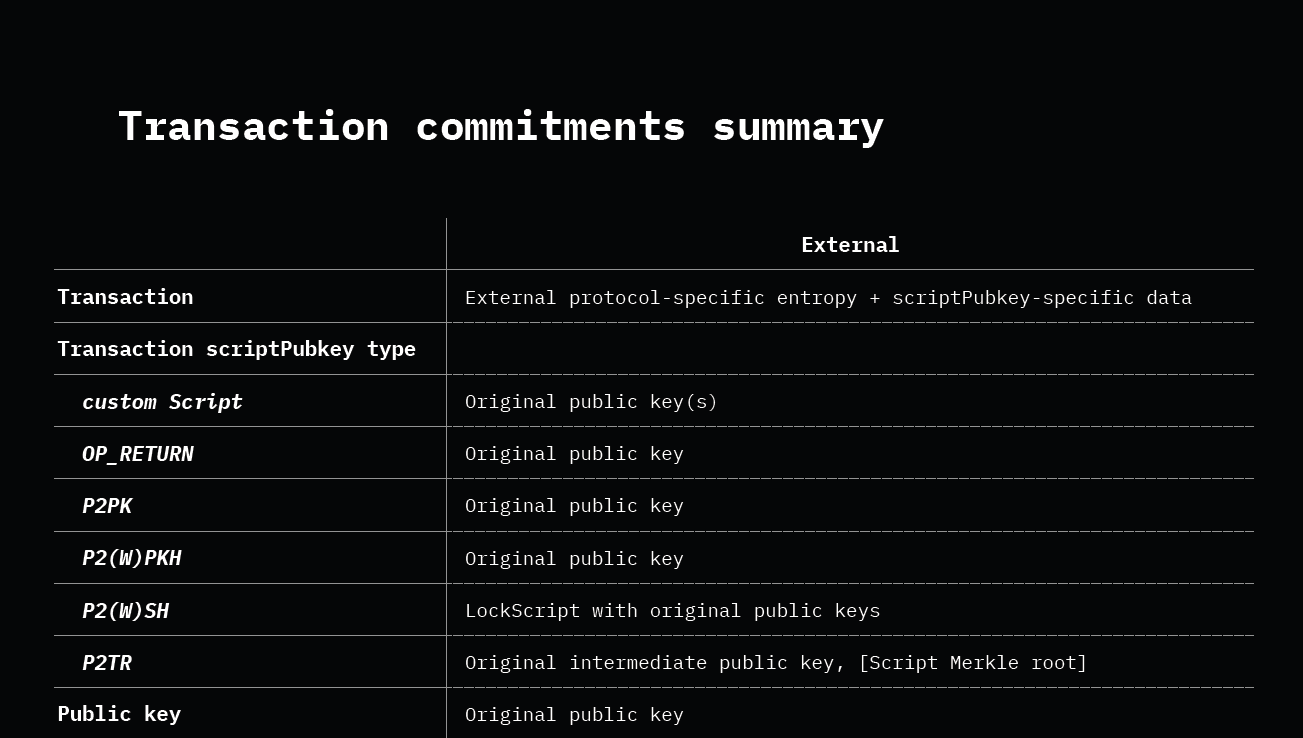 Transaction commitments summary
External
Transaction External protocol-specific entropy + scriptPubkey-specific data
Transaction scriptPubkey type
custom Script Original public key(s)
OP_RETURN Original public key
P2PK Original public key
P2(W)PKH Original public key
P2(W)SH LockScript with original public keys
P2TR Original intermediate public key, [Script Merkle root]
Public key Original public key